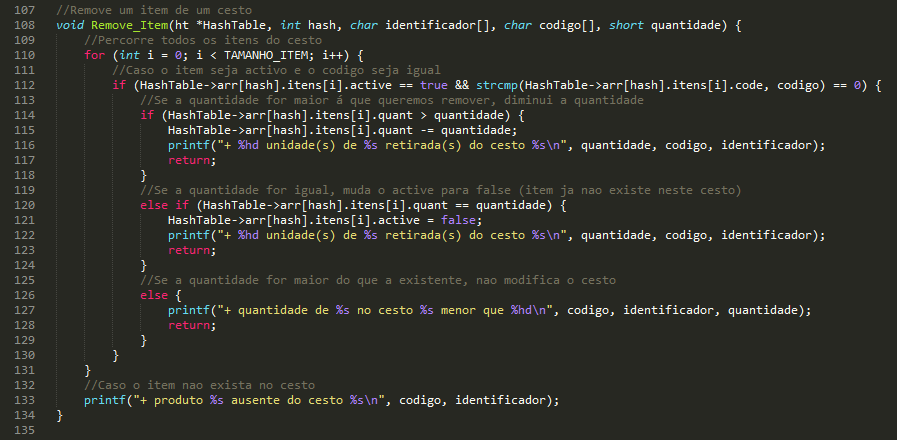 107 //Remove um item de um cesto
108 void Remove_Item(ht *HashTable, int hash, char identificador[], char codigo[], short quantidade) {
109     //Percorre todos os itens do cesto
110     for (int i = 0; i < TAMANHO_ITEM; i++) {
111         //Caso o item seja activo e o codigo seja igual
112         if (HashTable->arr[hash].itens[i].active == true && strcmp(HashTable->arr[hash].itens[i].code, codigo) == 0) {
113             //Se a quantidade for maior á que queremos remover, diminui a quantidade
114             if (HashTable->arr[hash].itens[i].quant > quantidade) {
115                 HashTable->arr[hash].itens[i].quant -= quantidade;
116                 printf("+ %hd unidade(s) de %s retirada(s) do cesto %s\n", quantidade, codigo, identificador);
117                 return;
118             }
119             //Se a quantidade for igual, muda o active para false (item ja nao existe neste cesto)
120             else if (HashTable->arr[hash].itens[i].quant == quantidade) {
121                 HashTable->arr[hash].itens[i].active = false;
122                 printf("+ %hd unidade(s) de %s retirada(s) do cesto %s\n", quantidade, codigo, identificador);
123                 return;
124             }
125             //Se a quantidade for maior do que a existente, nao modifica o cesto
126             else {
127                 printf("+ quantidade de %s no cesto %s menor que %hd\n", codigo, identificador, quantidade);
128                 return;
129             }
130         }
131     }
132     //Caso o item nao exista no cesto
133     printf("+ produto %s ausente do cesto %s\n", codigo, identificador);
134 }
135